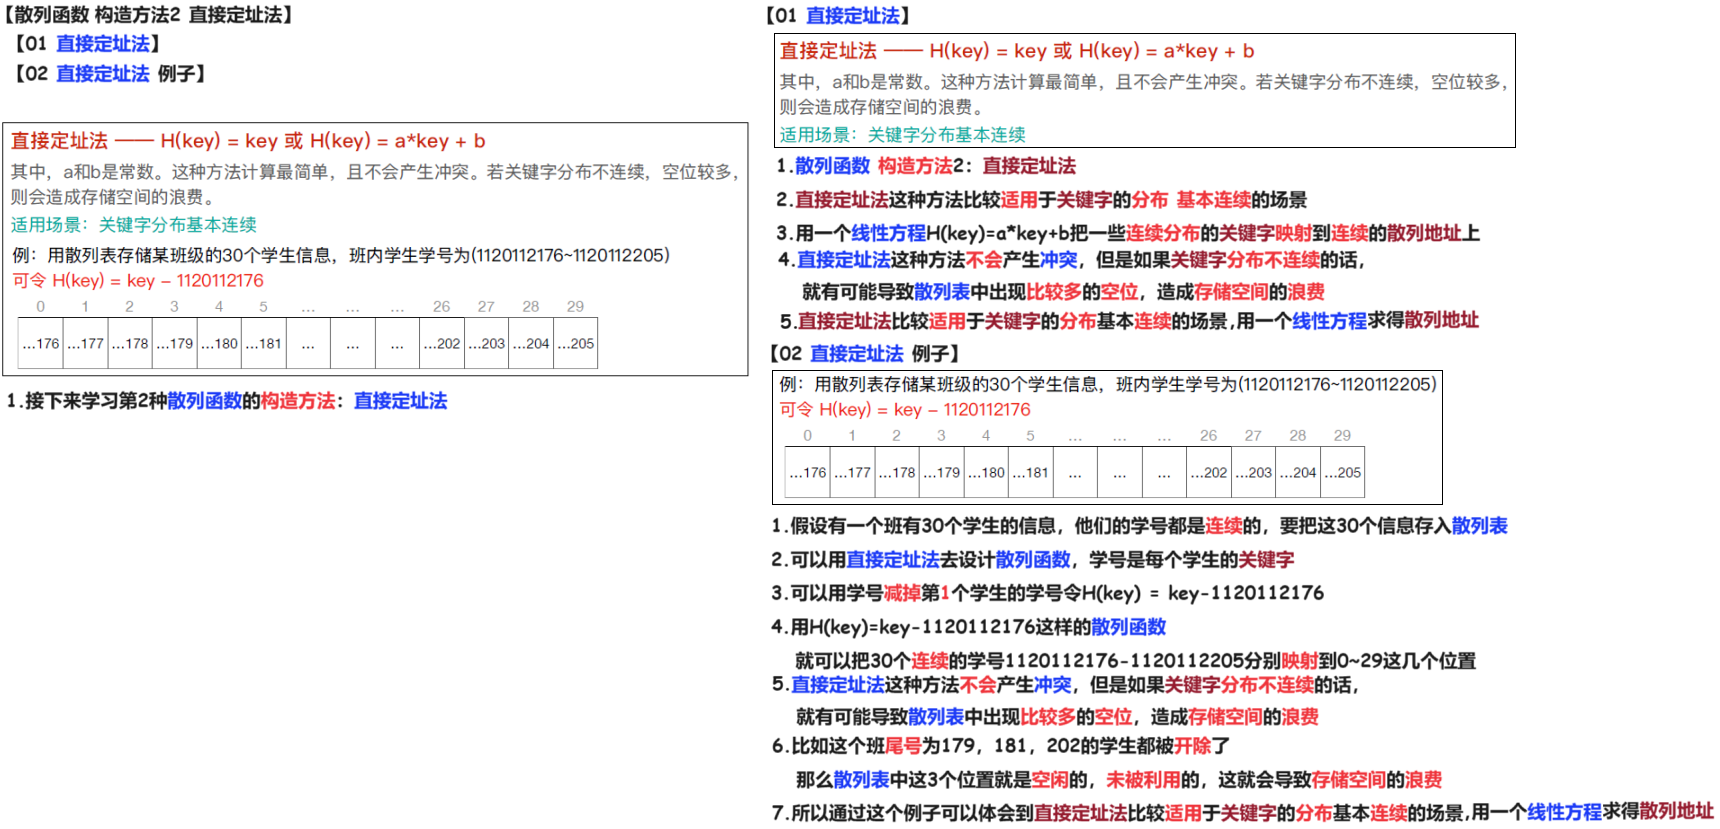 【散列函数 构造方法2 直接定址法】
【01 直接定址法】
【02 直接定址法 例子】
直接定址法 —— H(key) = key 或 H(key) = a*key + b
其中，a和b是常数。这种方法计算最简单，且不会产生冲突。若关键字分布不连续，空位较多，
则会造成存储空间的浪费。
适用场景：关键字分布基本连续
例：用散列表存储某班级的30个学生信息，班内学生学号为(1120112176~1120112205)
可令 H(key) = key – 1120112176
0 1 2 3 4 5 ... ... ... 26 27 28 29
...176 ...177 ...178 ...179 ...180 ...181 ... ... ... ...202 ...203 ...204 ...205
1.接下来学习第2种散列函数的构造方法：直接定址法
【01 直接定址法】
直接定址法 —— H(key) = key 或 H(key) = a*key + b
其中，a和b是常数。这种方法计算最简单，且不会产生冲突。若关键字分布不连续，空位较多，
则会造成存储空间的浪费。
适用场景：关键字分布基本连续
1.散列函数 构造方法2：直接定址法
2.直接定址法这种方法比较适用于关键字的分布 基本连续的场景
3.用一个线性方程H(key)=a*key+b把一些连续分布的关键字映射到连续的散列地址上
4.直接定址法这种方法不会产生冲突，但是如果关键字分布不连续的话，
就有可能导致散列表中出现比较多的空位，造成存储空间的浪费
5.直接定址法比较适用于关键字的分布基本连续的场景,用一个线性方程求得散列地址
【02 直接定址法 例子】
例：用散列表存储某班级的30个学生信息，班内学生学号为(1120112176~1120112205)
可令 H(key) = key – 1120112176
0 1 2 3 4 5 ... ... ... 26 27 28 29
...176 ...177 ...178 ...179 ...180 ...181 ... ... ... ...202 ...203 ...204 ...205
1.假设有一个班有30个学生的信息，他们的学号都是连续的，要把这30个信息存入散列表
2.可以用直接定址法去设计散列函数，学号是每个学生的关键字
3.可以用学号减掉第1个学生的学号令H(key) = key-1120112176
4.用H(key)=key-1120112176这样的散列函数
就可以把30个连续的学号1120112176-1120112205分别映射到0~29这几个位置
5.直接定址法这种方法不会产生冲突，但是如果关键字分布不连续的话，
就有可能导致散列表中出现比较多的空位，造成存储空间的浪费
6.比如这个班尾号为179，181，202的学生都被开除了
那么散列表中这3个位置就是空闲的，未被利用的，这就会导致存储空间的浪费
7.所以通过这个例子可以体会到直接定址法比较适用于关键字的分布基本连续的场景,用一个线性方程求得散列地址